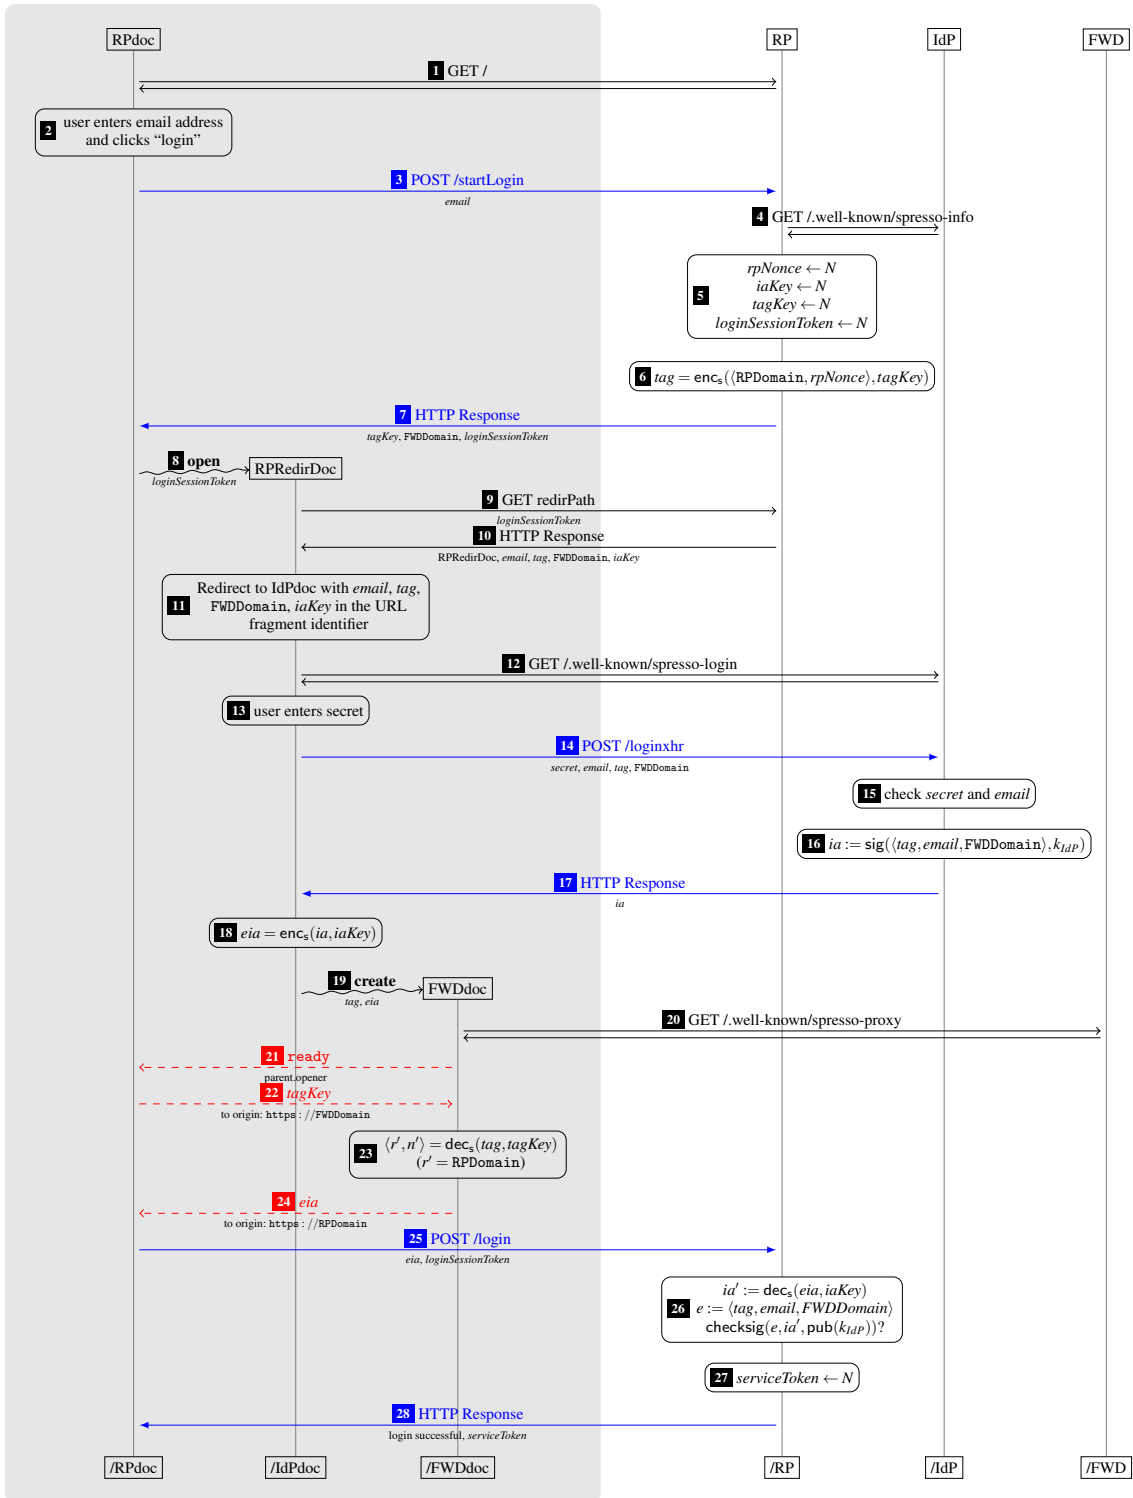 RPdoc
RP
IdP
FWD
1 GET /
2 user enters email address
and clicks “login”
3 POST /startLogin
email
4 GET /.well-known/spresso-info
5
rpNonce ← N
iaKey ← N
tagKey ← N
loginSessionToken ← N
6 tag = encₛ(⟨RPDomain, rpNonce⟩, tagKey)
7 HTTP Response
tagKey, FWDDomain, loginSessionToken
8 open
loginSessionToken
RPRedirDoc
9 GET redirPath
loginSessionToken
10 HTTP Response
RPRedirDoc, email, tag, FWDDomain, iaKey
11
Redirect to IdPdoc with email, tag,
FWDDomain, iaKey in the URL
fragment identifier
12 GET /.well-known/spresso-login
13 user enters secret
14 POST /loginxhr
secret, email, tag, FWDDomain
15 check secret and email
16 ia := sig(⟨tag, email, FWDDomain⟩, k_IdP)
17 HTTP Response
ia
18 eia = encₛ(ia, iaKey)
19 create
tag, eia
FWDdoc
20 GET /.well-known/spresso-proxy
21 ready
parent.opener
22 tagKey
to origin: https://FWDDomain
23 ⟨r′, n′⟩ = decₛ(tag, tagKey)
(r′ = RPDomain)
24 eia
to origin: https://RPDomain
25 POST /login
eia, loginSessionToken
26
ia′ := decₛ(eia, iaKey)
e := ⟨tag, email, FWDDomain⟩
checksig(e, ia′, pub(k_IdP))?
27 serviceToken ← N
28 HTTP Response
login successful, serviceToken
/RPdoc
/IdPdoc
/FWDdoc
/RP
/IdP
/FWD